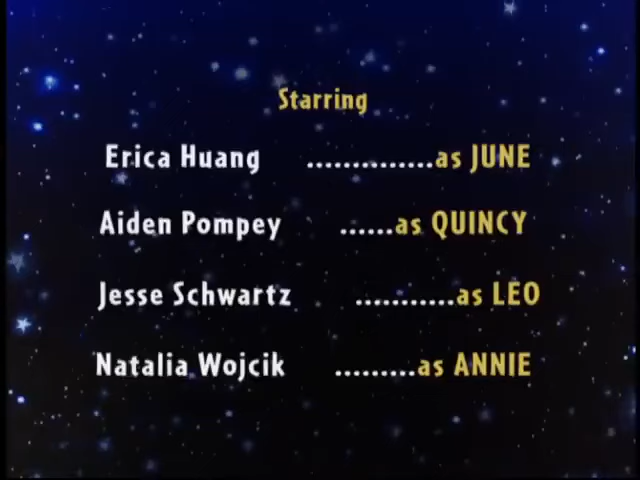 Starring
Erica Huang ..............as JUNE
Aiden Pompey ......as QUINCY
Jesse Schwartz ...........as LEO
Natalia Wojcik .........as ANNIE